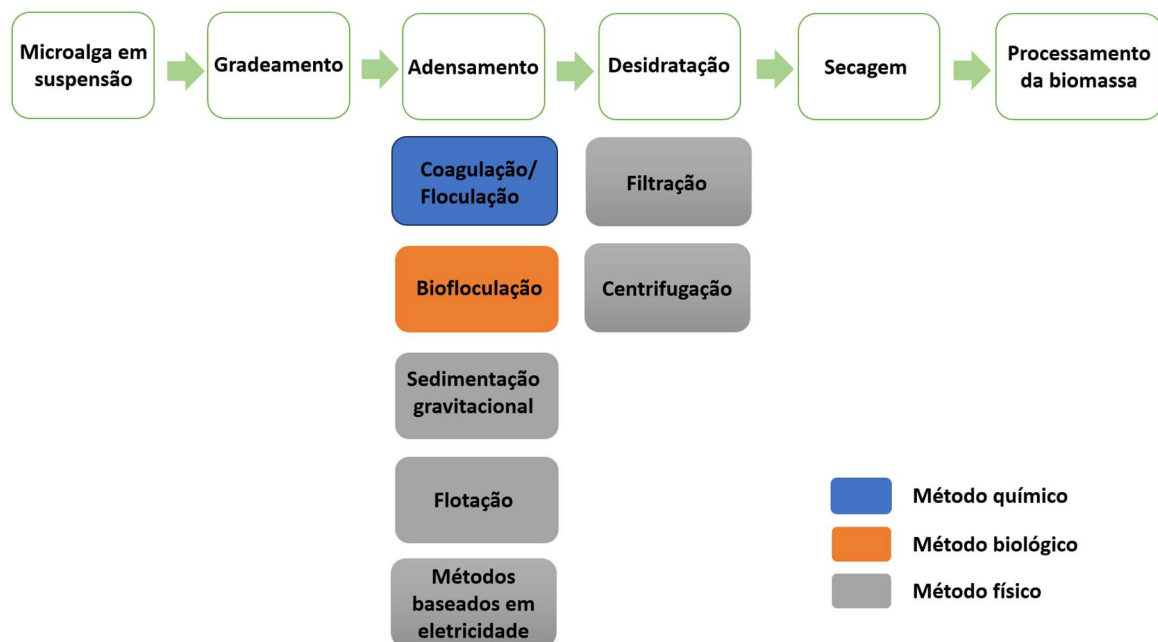 Microalga em
suspensão
Gradeamento
Adensamento
Desidratação
Secagem
Processamento
da biomassa
Coagulação/
Floculação
Filtração
Biofloculação
Centrifugação
Sedimentação
gravitacional
Flotação
Métodos
baseados em
eletricidade
Método químico
Método biológico
Método físico